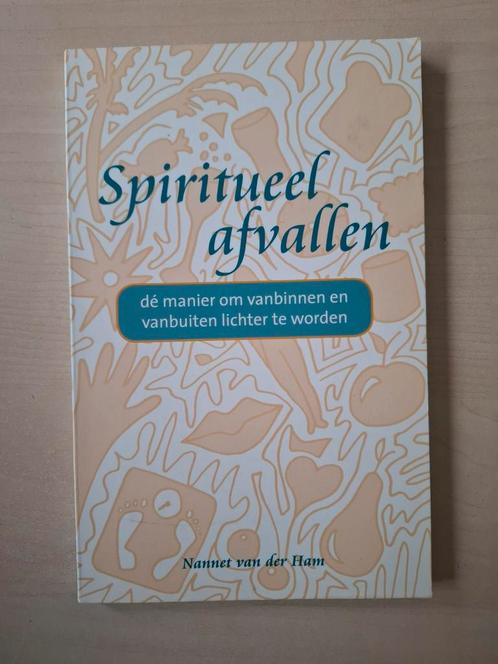 Spiritueel
afvallen
dé manier om vanbinnen en
vanbuiten lichter te worden
Nannet van der Ham